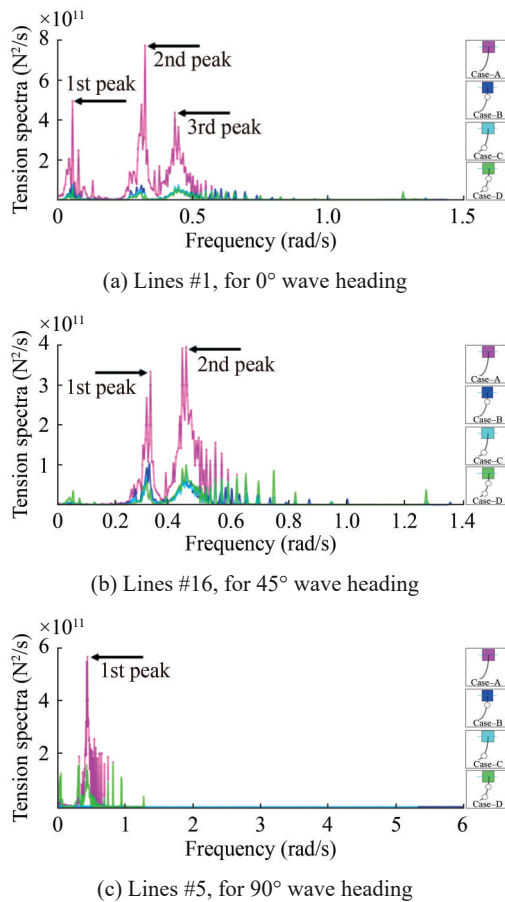 ×10¹¹
Tension spectra (N²/s)
8
6
4
2
0
0.5
1.0
1.5
1st peak
2nd peak
3rd peak
Frequency (rad/s)
Case–A
Case–B
Case–C
Case–D
(a) Lines #1, for 0° wave heading
×10¹¹
Tension spectra (N²/s)
4
3
2
1
0
0.2
0.4
0.6
0.8
1.0
1.2
1.4
1st peak
2nd peak
Frequency (rad/s)
Case–A
Case–B
Case–C
Case–D
(b) Lines #16, for 45° wave heading
×10¹¹
Tension spectra (N²/s)
6
4
2
0
1
2
3
4
5
6
1st peak
Frequency (rad/s)
Case–A
Case–B
Case–C
Case–D
(c) Lines #5, for 90° wave heading